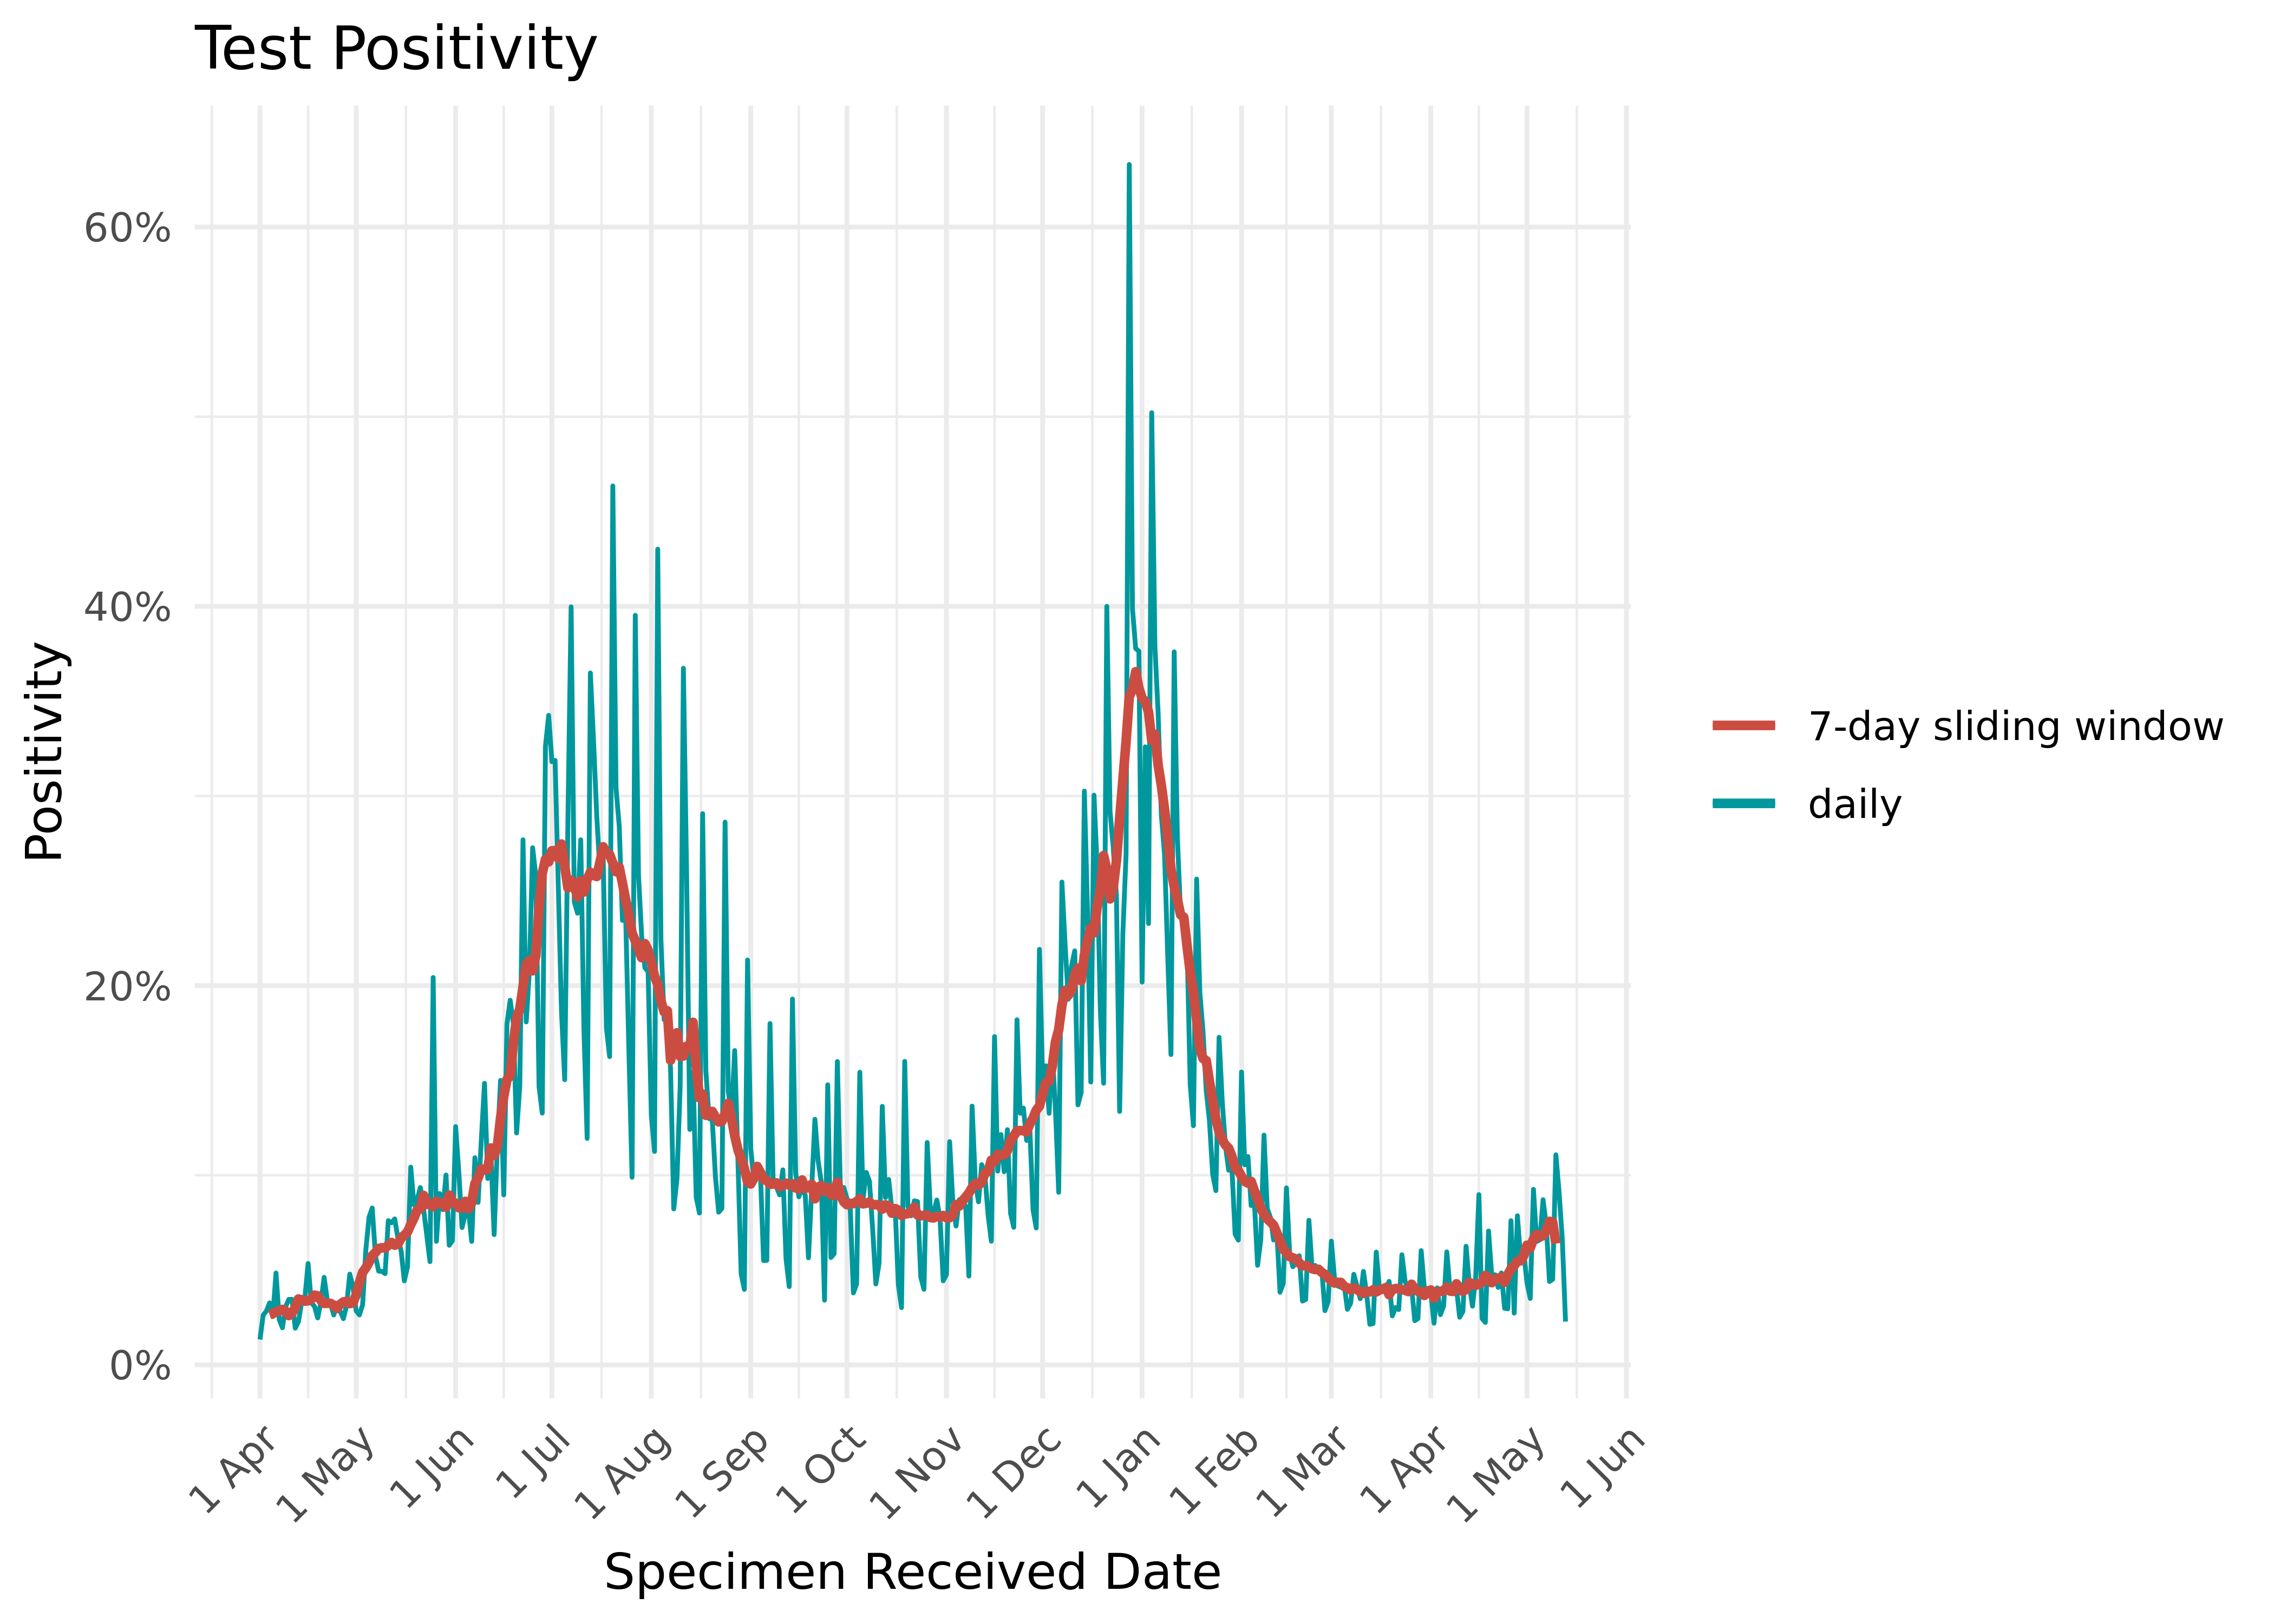 Test Positivity
60%
40%
20%
0%
Positivity
1 Apr
1 May
1 Jun
1 Jul
1 Aug
1 Sep
1 Oct
1 Nov
1 Dec
1 Jan
1 Feb
1 Mar
1 Apr
1 May
1 Jun
Specimen Received Date
7-day sliding window
daily